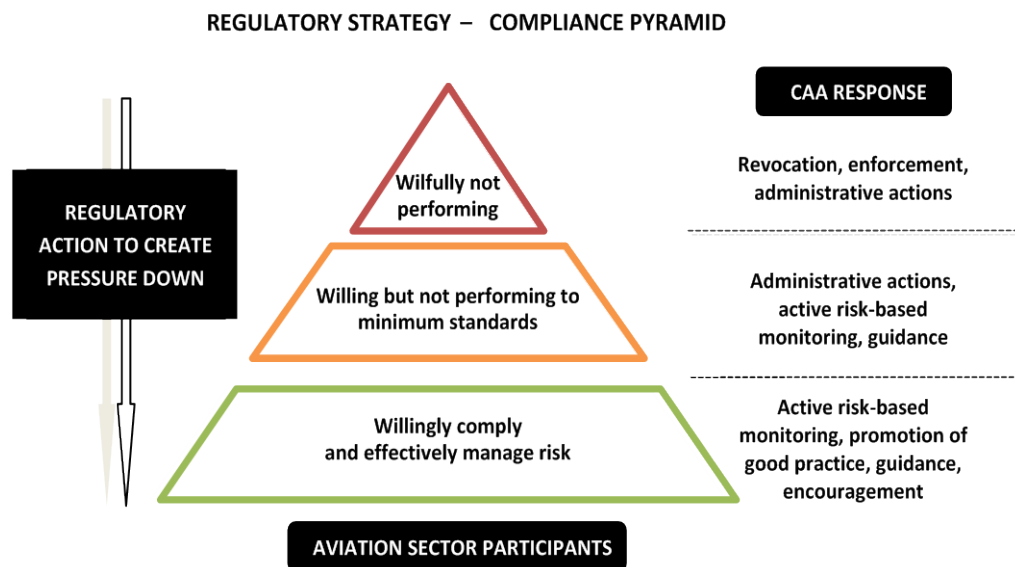 REGULATORY STRATEGY – COMPLIANCE PYRAMID
CAA RESPONSE
REGULATORY
ACTION TO CREATE
PRESSURE DOWN
Wilfully not
performing
Revocation, enforcement,
administrative actions
Willing but not performing to
minimum standards
Administrative actions,
active risk-based
monitoring, guidance
Willingly comply
and effectively manage risk
Active risk-based
monitoring, promotion of
good practice, guidance,
encouragement
AVIATION SECTOR PARTICIPANTS